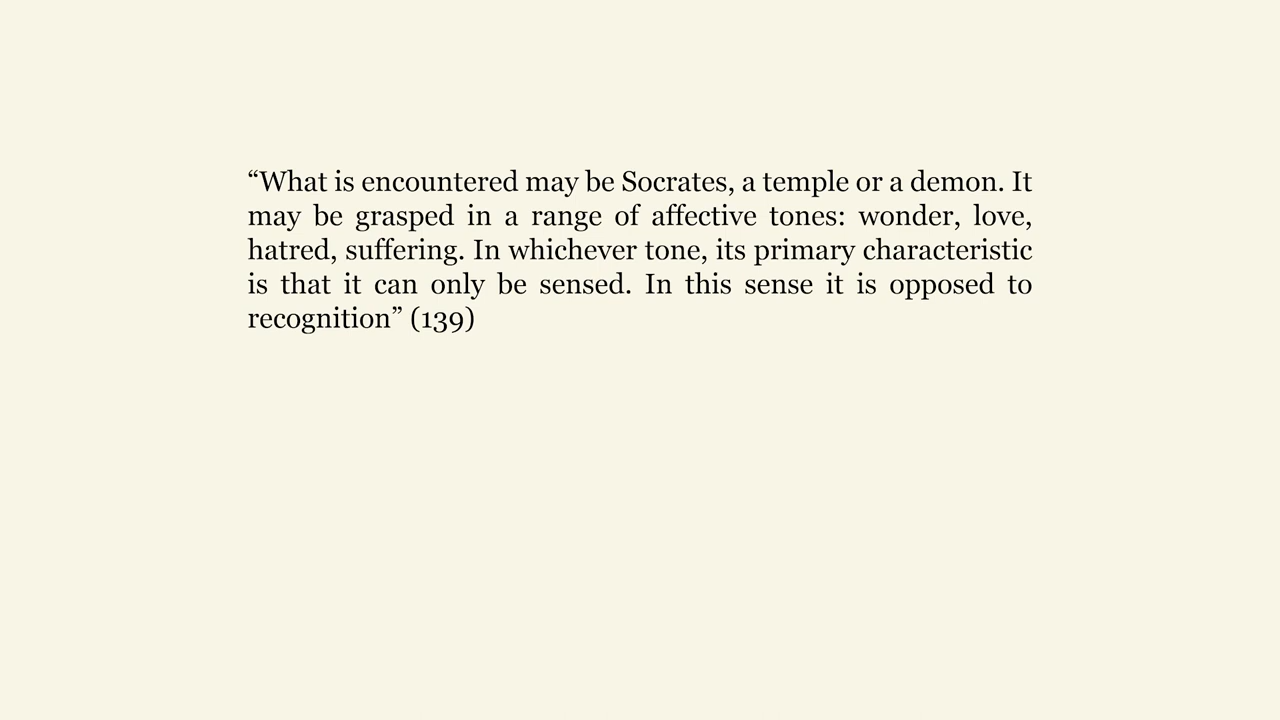 “What is encountered may be Socrates, a temple or a demon. It
may be grasped in a range of affective tones: wonder, love,
hatred, suffering. In whichever tone, its primary characteristic
is that it can only be sensed. In this sense it is opposed to
recognition” (139)